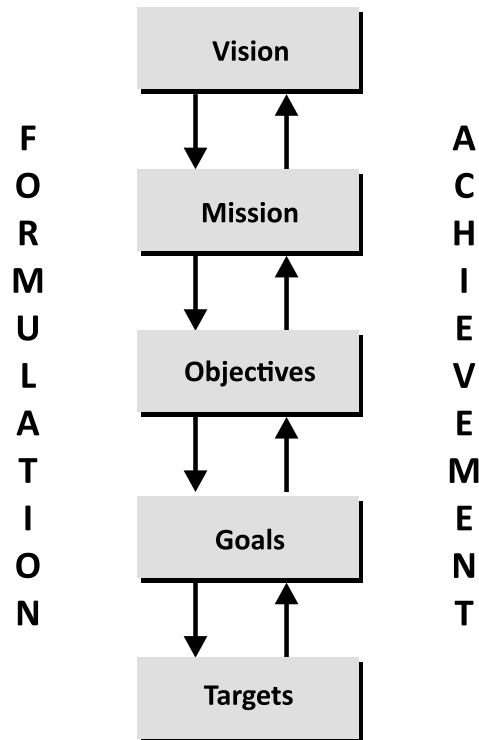 FORMULATION
Vision
Mission
Objectives
Goals
Targets
ACHIEVEMENT